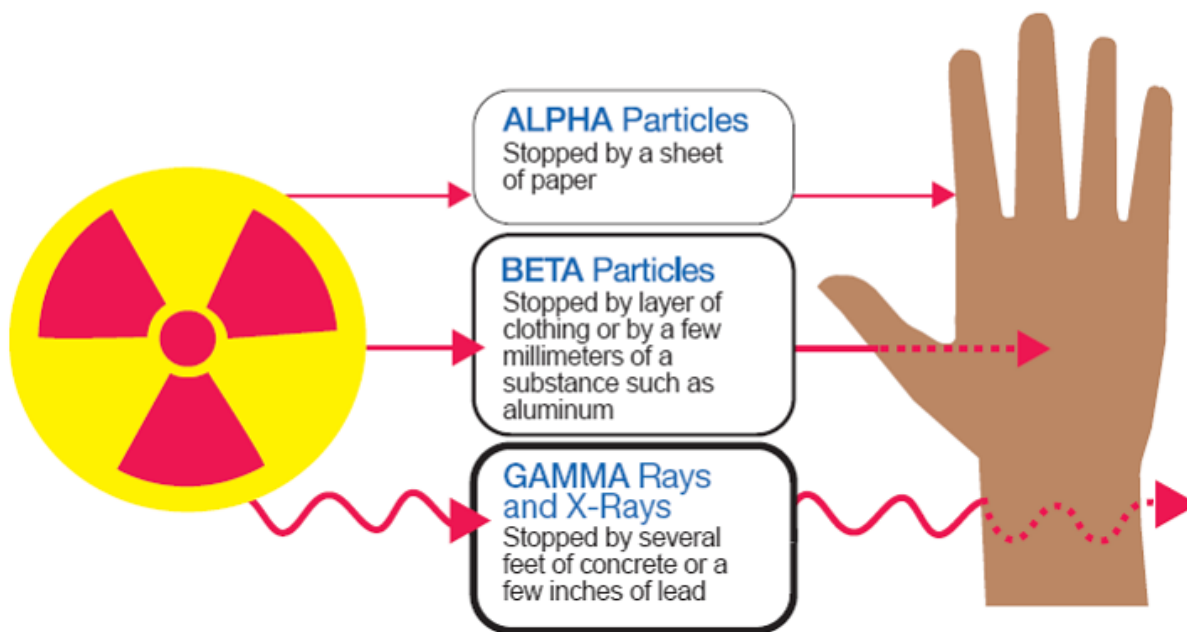 ALPHA Particles
Stopped by a sheet
of paper
BETA Particles
Stopped by layer of
clothing or by a few
millimeters of a
substance such as
aluminum
GAMMA Rays
and X-Rays
Stopped by several
feet of concrete or a
few inches of lead